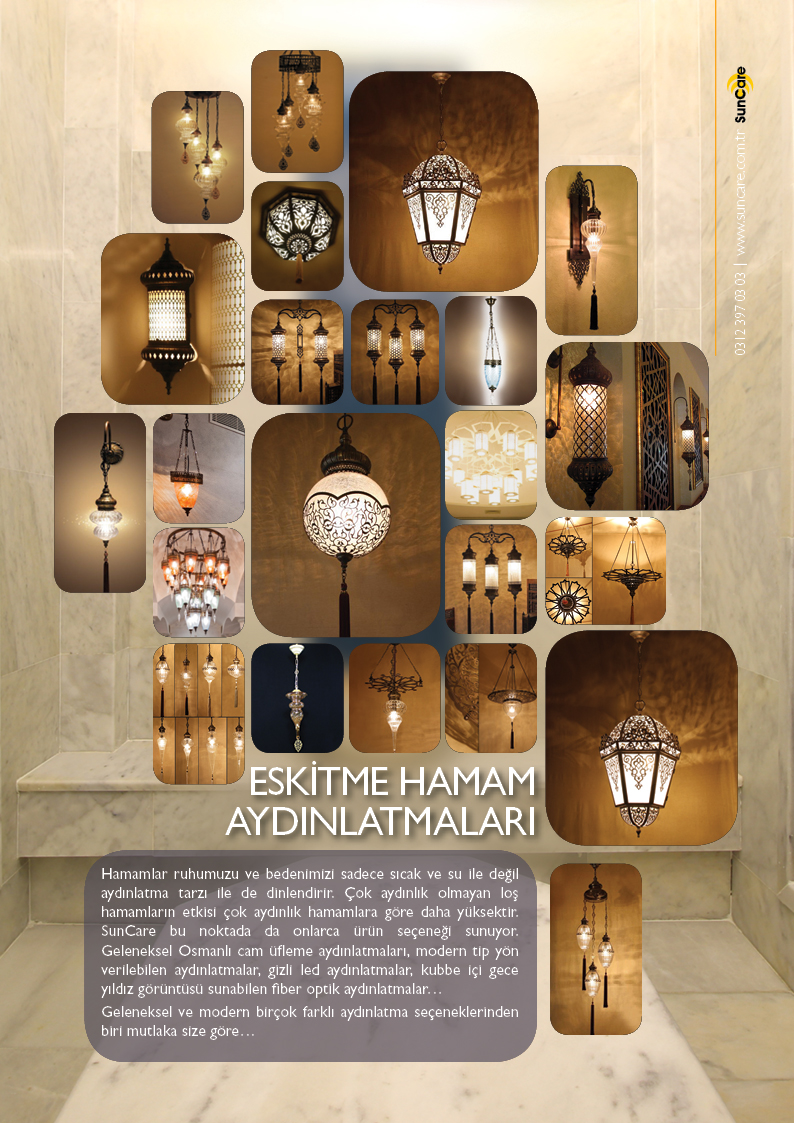 SunCare
0312 397 03 03 | www.suncare.com.tr
ESKİTME HAMAM
AYDINLATMALARI
Hamamlar ruhumuzu ve bedenimizi sadece sıcak ve su ile değil
aydınlatma tarzı ile de dinlendirir. Çok aydınlık olmayan loş
hamamların etkisi çok aydınlık hamamlara göre daha yüksektir.
SunCare bu noktada da onlarca ürün seçeneği sunuyor.
Geleneksel Osmanlı cam üfleme aydınlatmaları, modern tip yön
verilebilen aydınlatmalar, gizli led aydınlatmalar, kubbe içi gece
yıldız görüntüsü sunabilen fiber optik aydınlatmalar…
Geleneksel ve modern birçok farklı aydınlatma seçeneklerinden
biri mutlaka size göre…